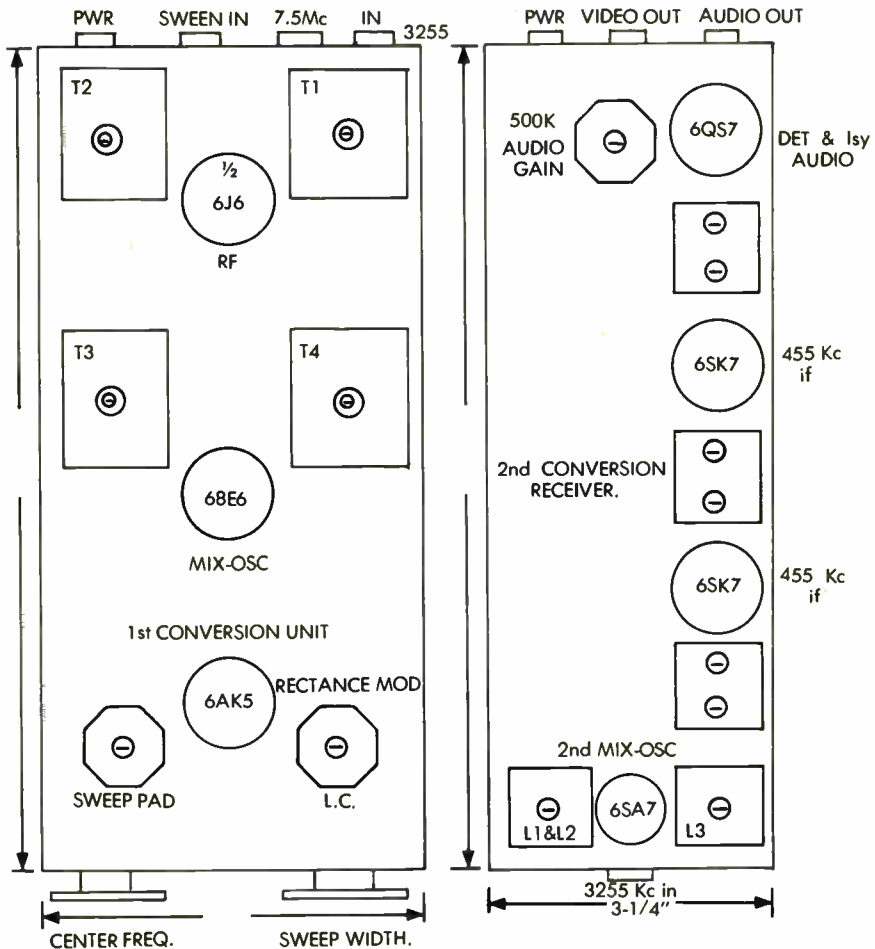 PWR SWEEN IN 7.5Mc IN 3255
T2 T1
½
6J6
RF
T3 T4
68E6
MIX-OSC
1st CONVERSION UNIT
6AK5 RECTANCE MOD
SWEEP PAD L.C.
CENTER FREQ. SWEEP WIDTH.
PWR VIDEO OUT AUDIO OUT
500K
AUDIO
GAIN
6QS7
DET & Isy
AUDIO
6SK7
455 Kc
if
2nd CONVERSION
RECEIVER.
6SK7
455 Kc
if
2nd MIX-OSC
L1&L2 6SA7 L3
3255 Kc in
3-1/4"